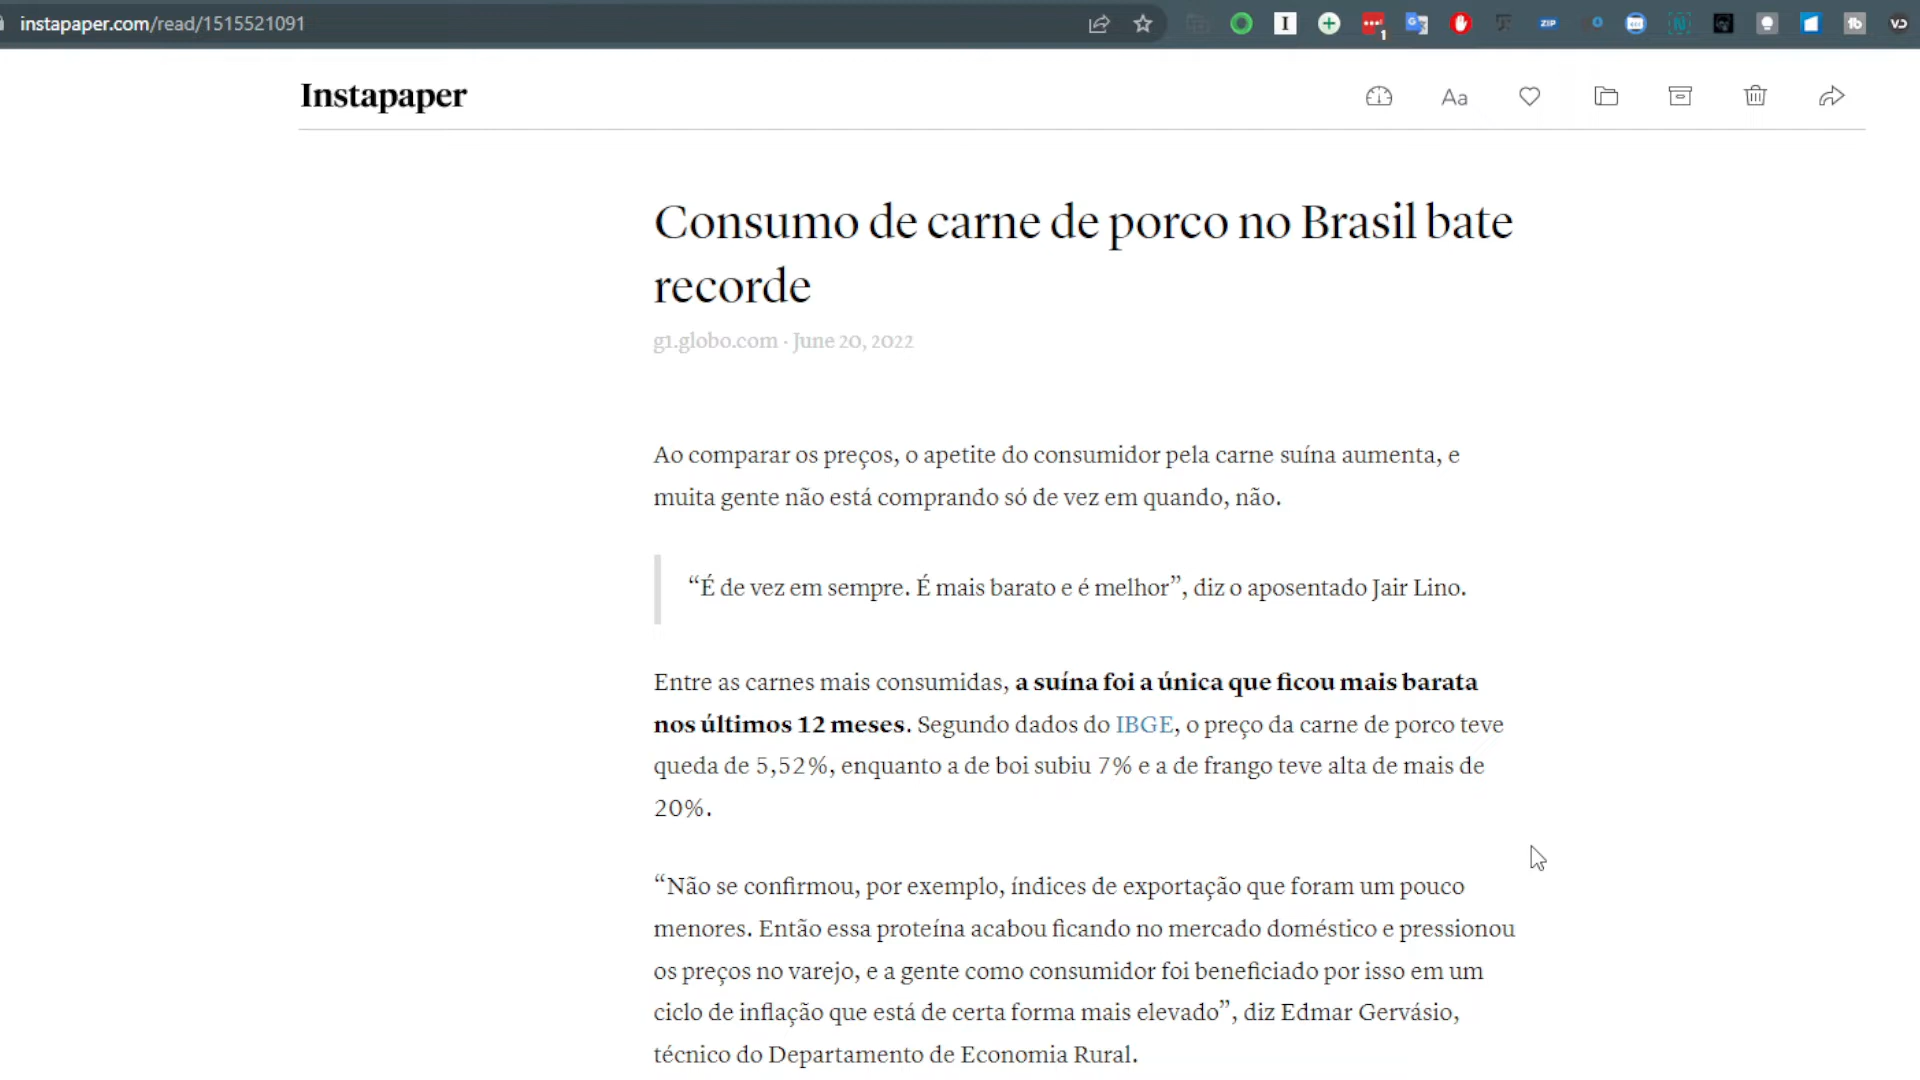 instapaper.com/read/1515521091
I
1
ZIP
tb
Instapaper
Aa
Consumo de carne de porco no Brasil bate
recorde
g1.globo.com · June 20, 2022
Ao comparar os preços, o apetite do consumidor pela carne suína aumenta, e
muita gente não está comprando só de vez em quando, não.
“É de vez em sempre. É mais barato e é melhor”, diz o aposentado Jair Lino.
Entre as carnes mais consumidas, a suína foi a única que ficou mais barata
nos últimos 12 meses. Segundo dados do IBGE, o preço da carne de porco teve
queda de 5,52%, enquanto a de boi subiu 7% e a de frango teve alta de mais de
20%.
“Não se confirmou, por exemplo, índices de exportação que foram um pouco
menores. Então essa proteína acabou ficando no mercado doméstico e pressionou
os preços no varejo, e a gente como consumidor foi beneficiado por isso em um
ciclo de inflação que está de certa forma mais elevado”, diz Edmar Gervásio,
técnico do Departamento de Economia Rural.